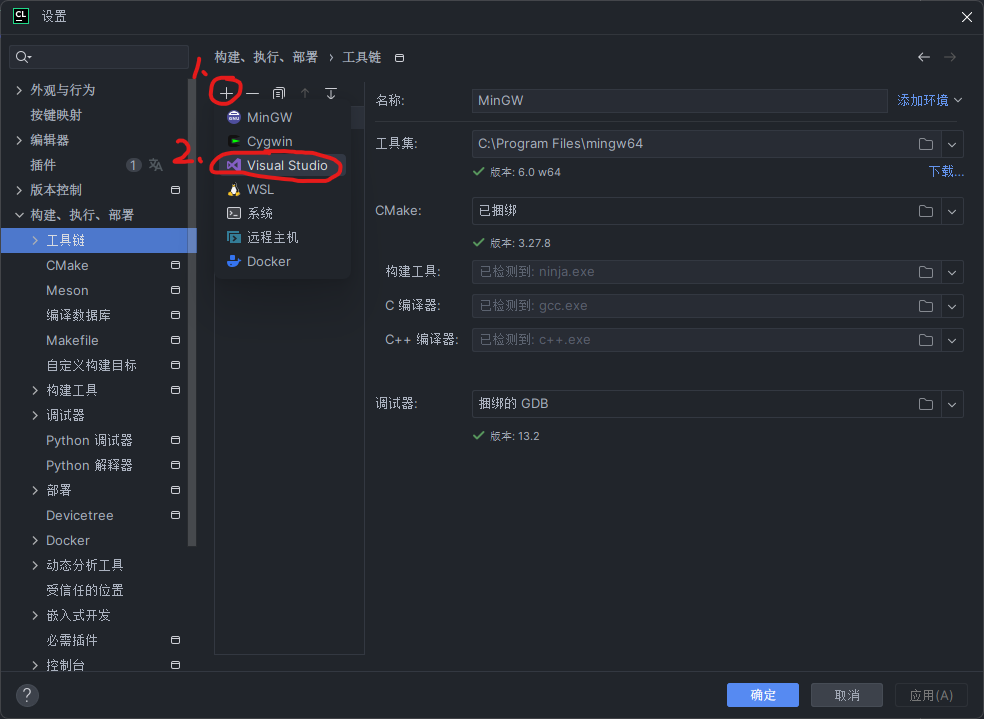 CL 设置
构建、执行、部署 › 工具链
1.
外观与行为
按键映射
编辑器
插件 1
版本控制
构建、执行、部署
工具链
CMake
Meson
编译数据库
Makefile
自定义构建目标
构建工具
调试器
Python 调试器
Python 解释器
部署
Devicetree
Docker
动态分析工具
受信任的位置
嵌入式开发
必需插件
控制台
2.
MinGW
Cygwin
Visual Studio
WSL
系统
远程主机
Docker
名称: MinGW 添加环境
工具集: C:\Program Files\mingw64
版本: 6.0 w64 下载...
CMake: 已捆绑
版本: 3.27.8
构建工具: 已检测到: ninja.exe
C 编译器: 已检测到: gcc.exe
C++ 编译器: 已检测到: c++.exe
调试器: 捆绑的 GDB
版本: 13.2
? 确定 取消 应用(A)